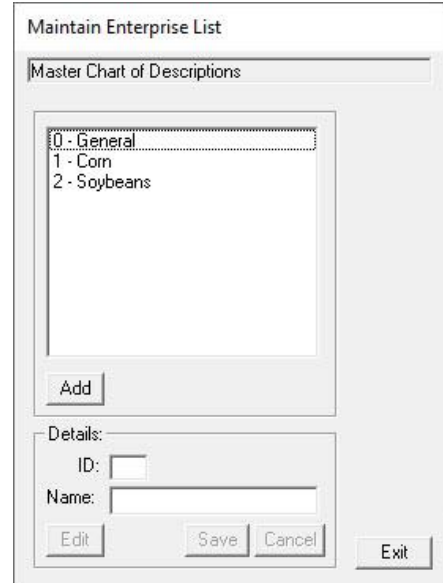 Maintain Enterprise List
Master Chart of Descriptions
0 - General
1 - Corn
2 - Soybeans
Add
Details:
ID:
Name:
Edit Save Cancel
Exit